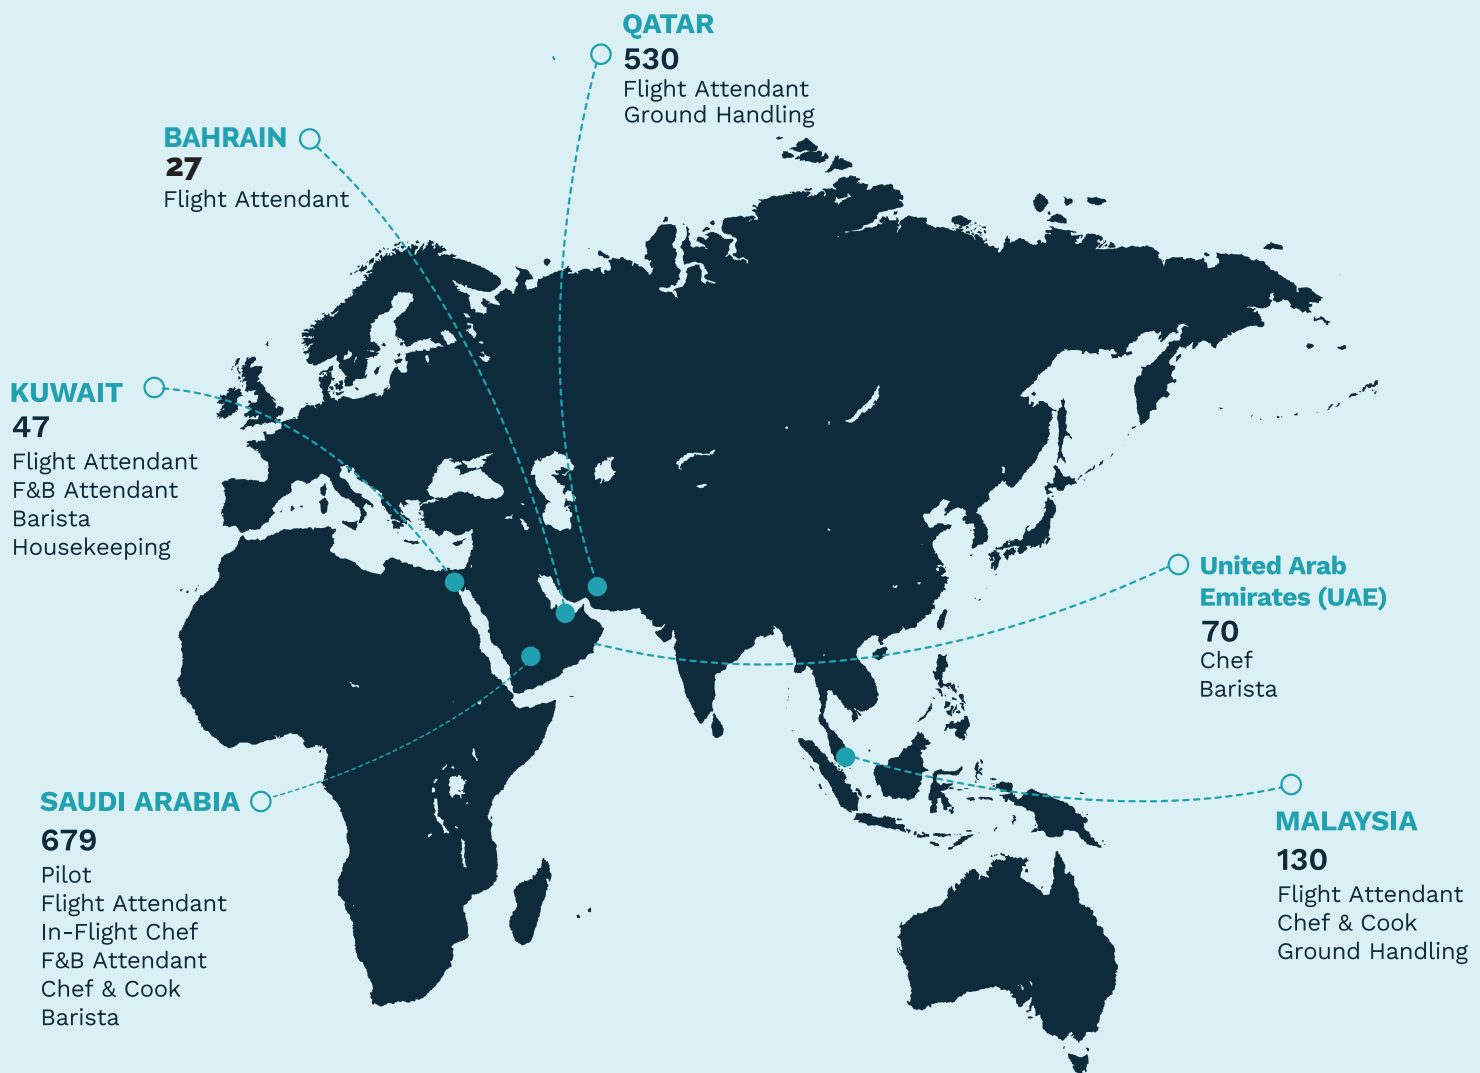 QATAR
530
Flight Attendant
Ground Handling
BAHRAIN
27
Flight Attendant
KUWAIT
47
Flight Attendant
F&B Attendant
Barista
Housekeeping
United Arab
Emirates (UAE)
70
Chef
Barista
SAUDI ARABIA
679
Pilot
Flight Attendant
In-Flight Chef
F&B Attendant
Chef & Cook
Barista
MALAYSIA
130
Flight Attendant
Chef & Cook
Ground Handling